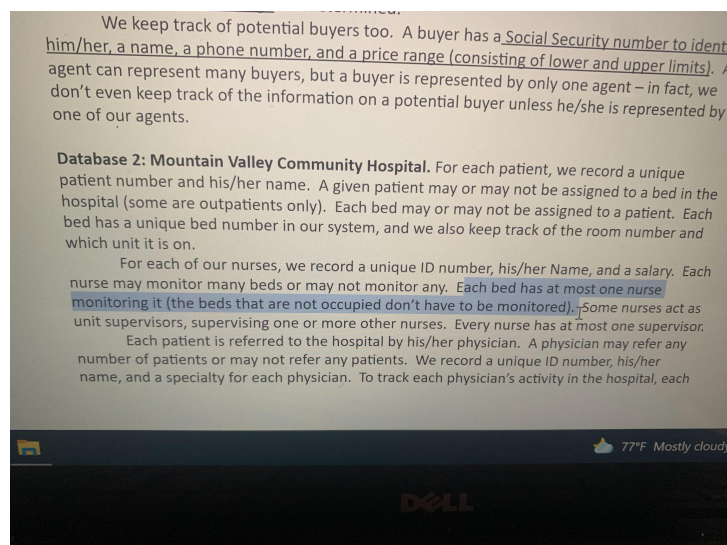 We keep track of potential buyers too. A buyer has a Social Security number to ident
him/her, a name, a phone number, and a price range (consisting of lower and upper limits). A
agent can represent many buyers, but a buyer is represented by only one agent – in fact, we
don't even keep track of the information on a potential buyer unless he/she is represented by
one of our agents.
Database 2: Mountain Valley Community Hospital. For each patient, we record a unique
patient number and his/her name. A given patient may or may not be assigned to a bed in the
hospital (some are outpatients only). Each bed may or may not be assigned to a patient. Each
bed has a unique bed number in our system, and we also keep track of the room number and
which unit it is on.
For each of our nurses, we record a unique ID number, his/her Name, and a salary. Each
nurse may monitor many beds or may not monitor any. Each bed has at most one nurse
monitoring it (the beds that are not occupied don't have to be monitored). Some nurses act as
unit supervisors, supervising one or more other nurses. Every nurse has at most one supervisor.
Each patient is referred to the hospital by his/her physician. A physician may refer any
number of patients or may not refer any patients. We record a unique ID number, his/her
name, and a specialty for each physician. To track each physician's activity in the hospital, each
77°F Mostly cloudy
DELL